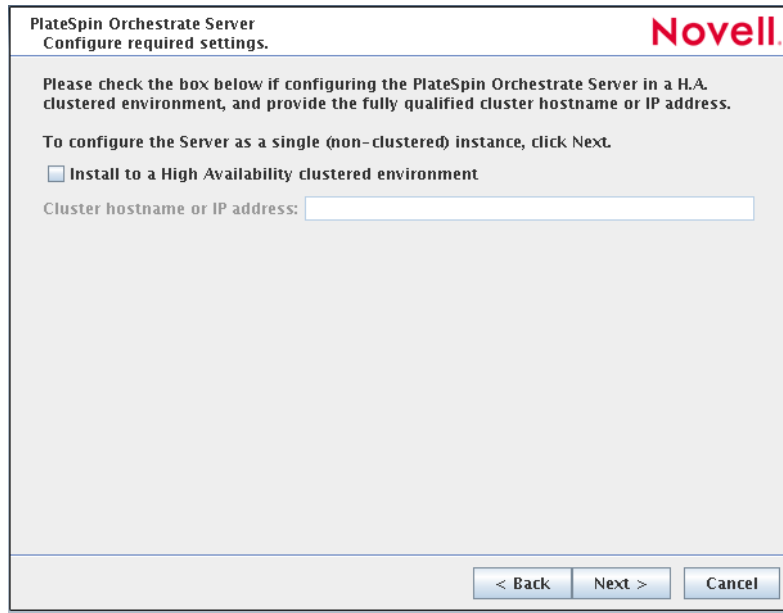 PlateSpin Orchestrate Server
Configure required settings.
Novell.
Please check the box below if configuring the PlateSpin Orchestrate Server in a H.A.
clustered environment, and provide the fully qualified cluster hostname or IP address.
To configure the Server as a single (non-clustered) instance, click Next.
Install to a High Availability clustered environment
Cluster hostname or IP address:
< Back
Next >
Cancel